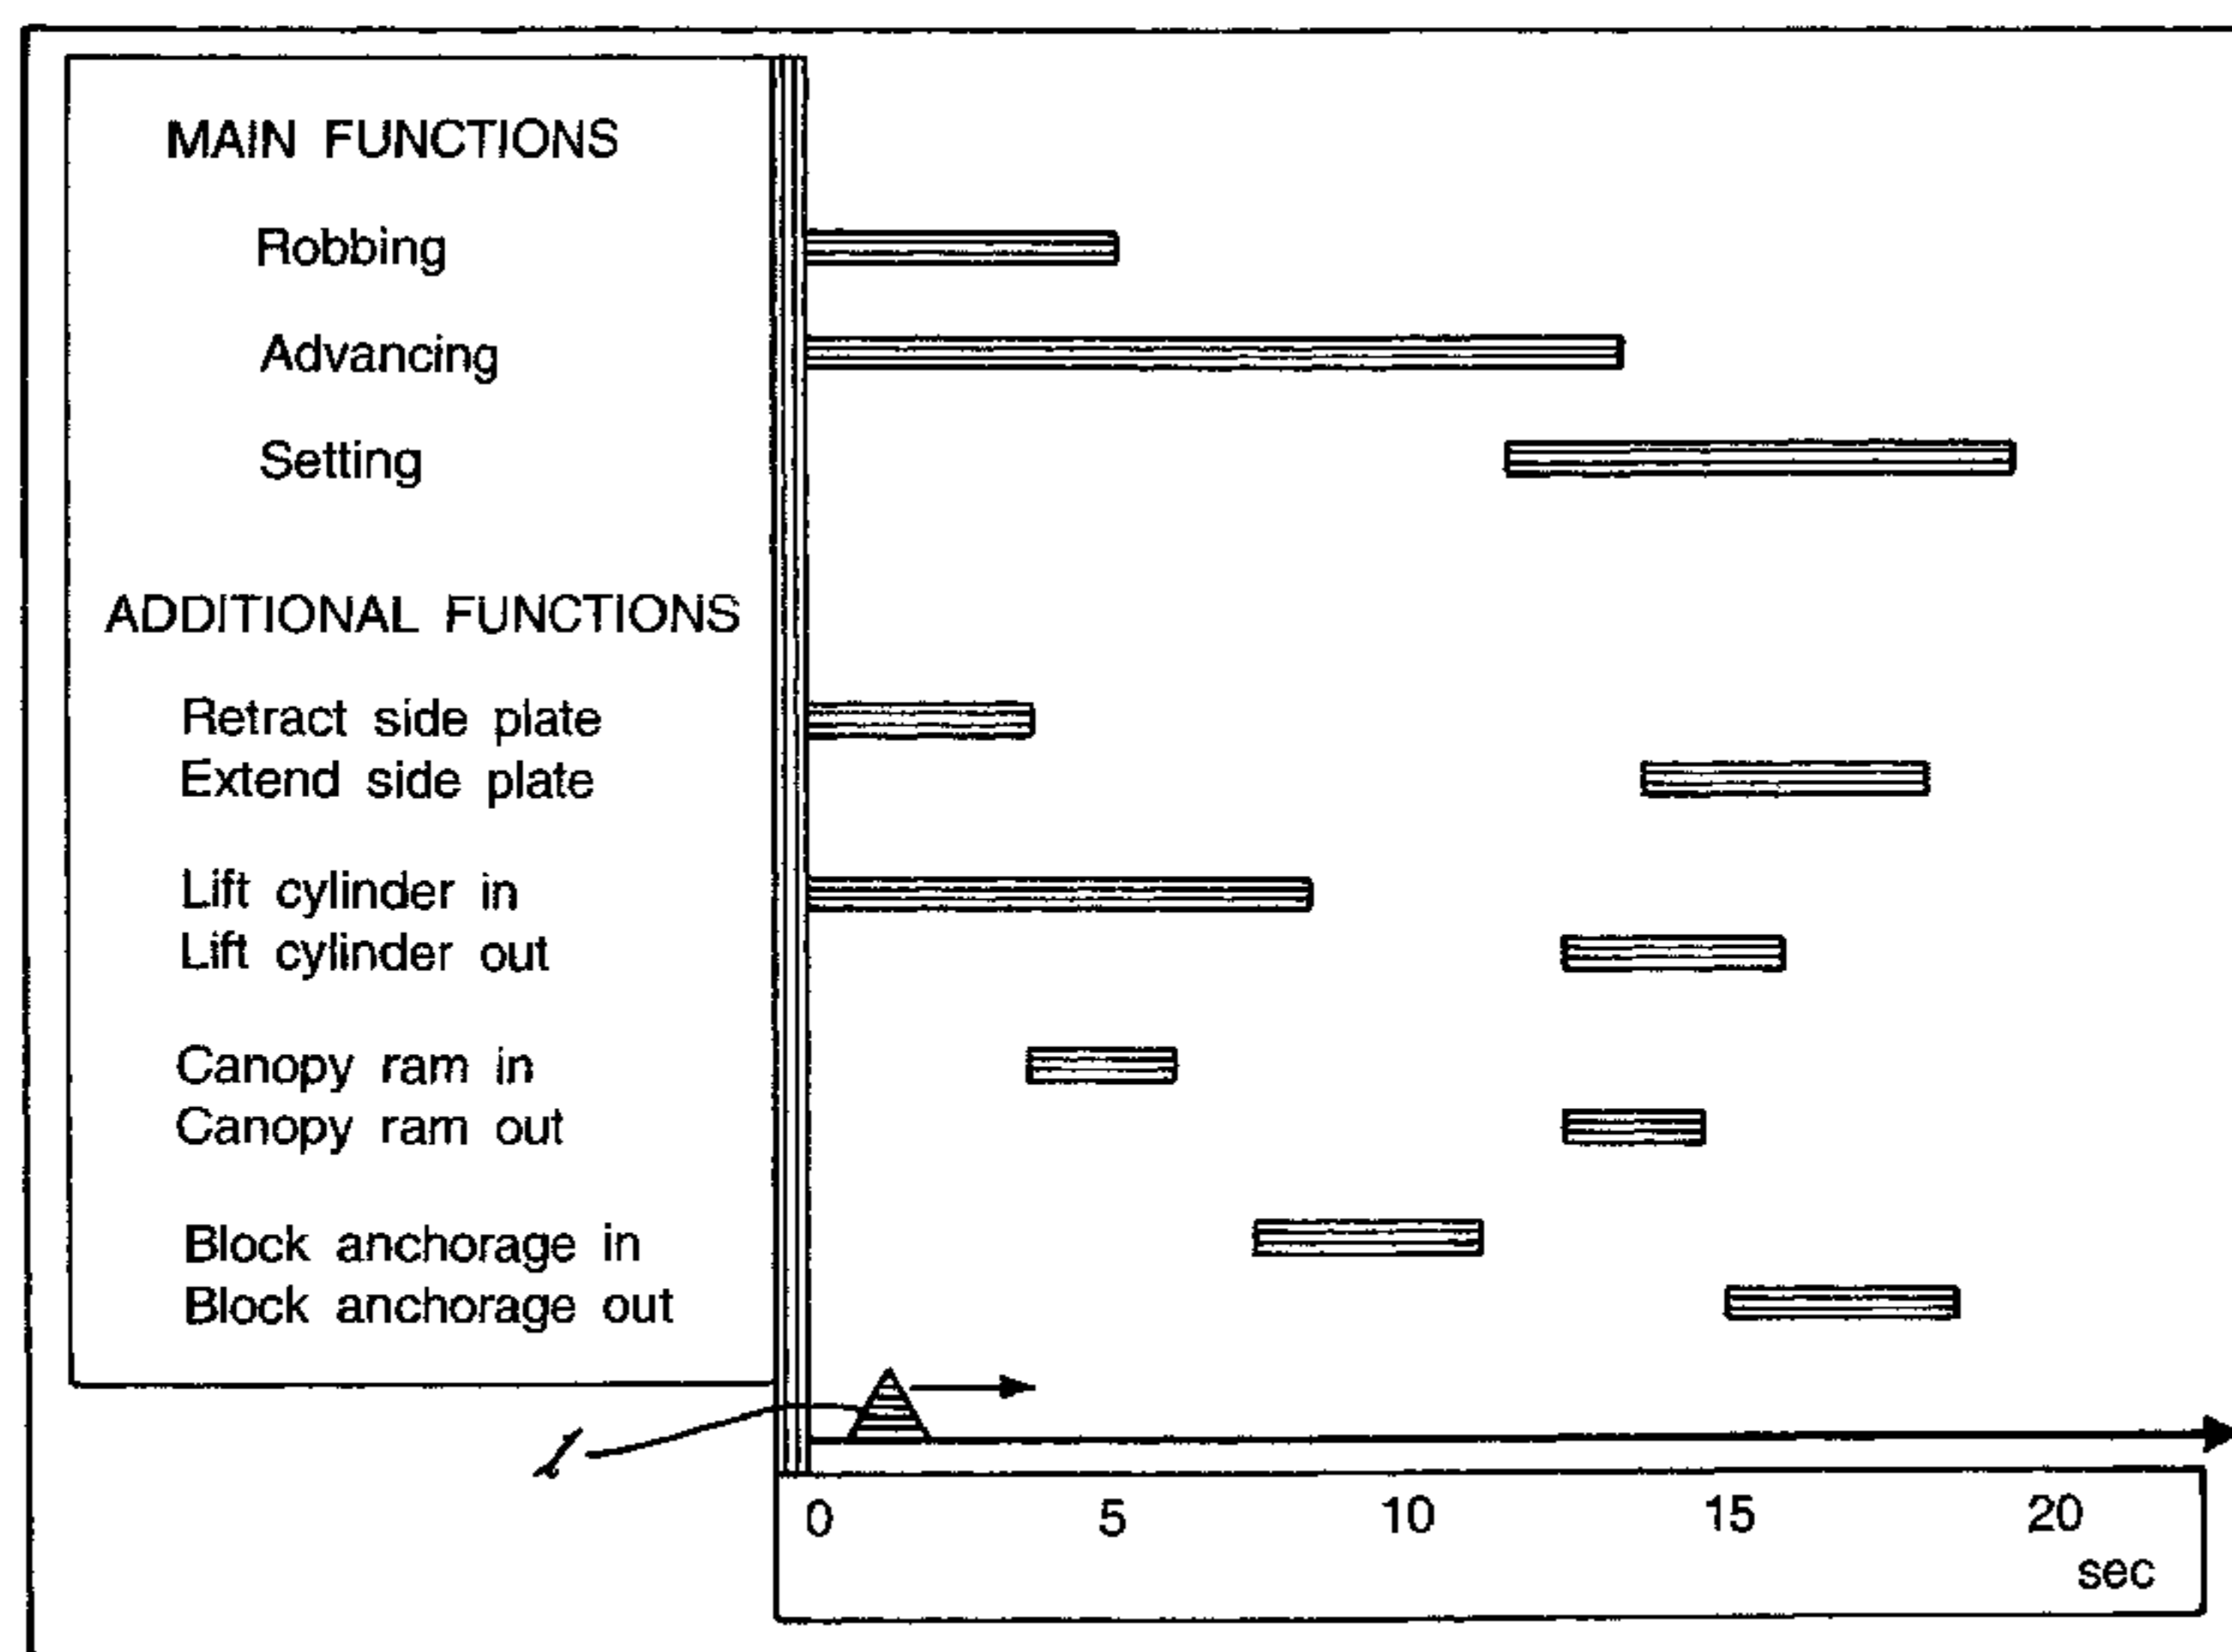 MAIN FUNCTIONS
Robbing
Advancing
Setting
ADDITIONAL FUNCTIONS
Retract side plate
Extend side plate
Lift cylinder in
Lift cylinder out
Canopy ram in
Canopy ram out
Block anchorage in
Block anchorage out
0 5 10 15 20
sec